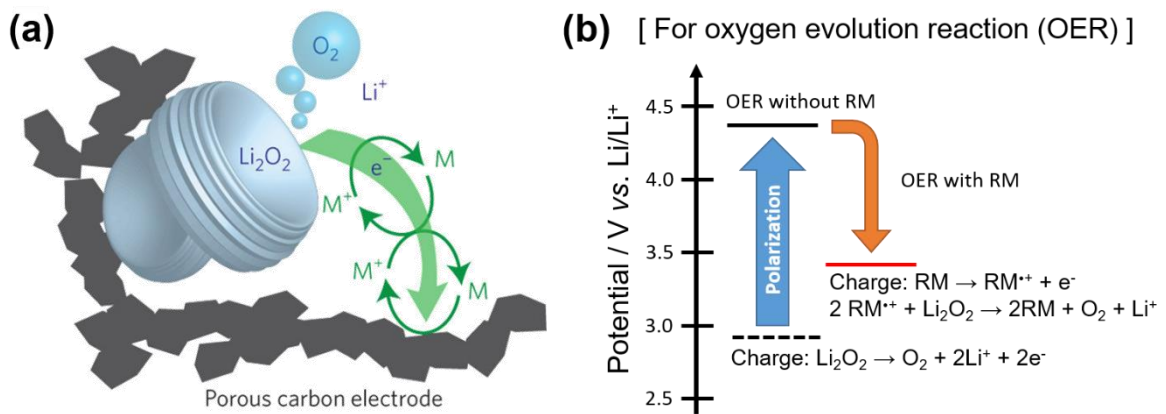 (a)
O₂
Li⁺
Li₂O₂
e⁻
M
M⁺
M⁺
M
Porous carbon electrode
(b) [ For oxygen evolution reaction (OER) ]
Potential / V vs. Li/Li⁺
4.5
4.0
3.5
3.0
2.5
OER without RM
Polarization
OER with RM
Charge: RM → RM•⁺ + e⁻
2 RM•⁺ + Li₂O₂ → 2RM + O₂ + Li⁺
Charge: Li₂O₂ → O₂ + 2Li⁺ + 2e⁻